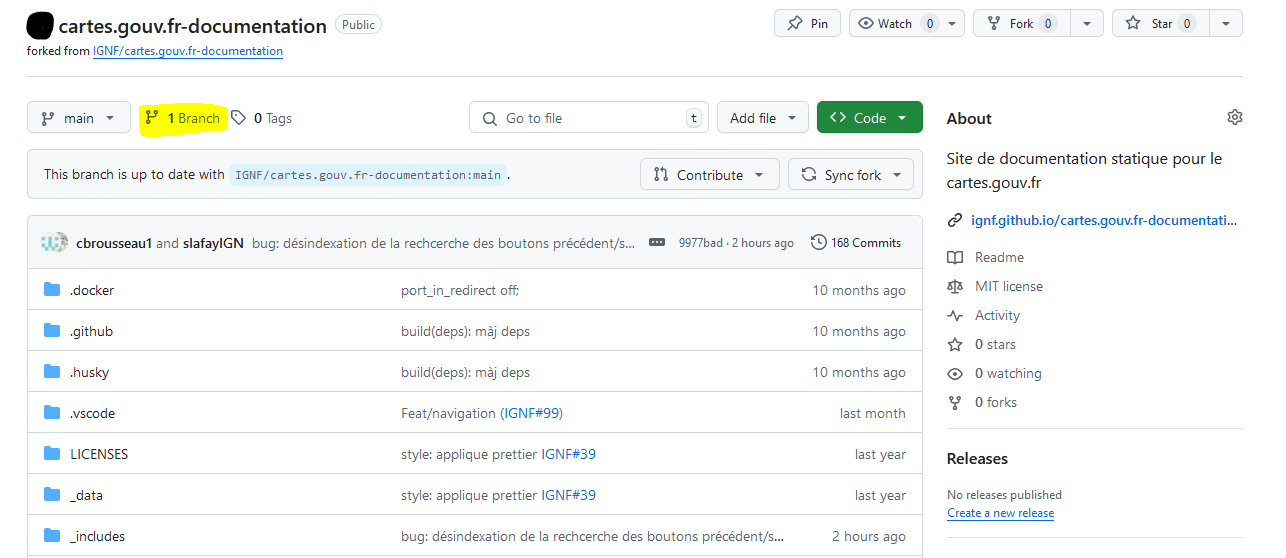 cartes.gouv.fr-documentation Public
Pin Watch 0 Fork 0 Star 0
forked from IGNF/cartes.gouv.fr-documentation
main 1 Branch 0 Tags Go to file t Add file Code
This branch is up to date with IGNF/cartes.gouv.fr-documentation:main. Contribute Sync fork
cbrousseau1 and slafayIGN bug: désindexation de la rechcerche des boutons précédent/s... 9977bad · 2 hours ago 168 Commits
.docker port_in_redirect off; 10 months ago
.github build(deps): màj deps 10 months ago
.husky build(deps): màj deps 10 months ago
.vscode Feat/navigation (IGNF#99) last month
LICENSES style: applique prettier IGNF#39 last year
_data style: applique prettier IGNF#39 last year
_includes bug: désindexation de la rechcerche des boutons précédent/s... 2 hours ago
About
Site de documentation statique pour le
cartes.gouv.fr
ignf.github.io/cartes.gouv.fr-documentati...
Readme
MIT license
Activity
0 stars
0 watching
0 forks
Releases
No releases published
Create a new release